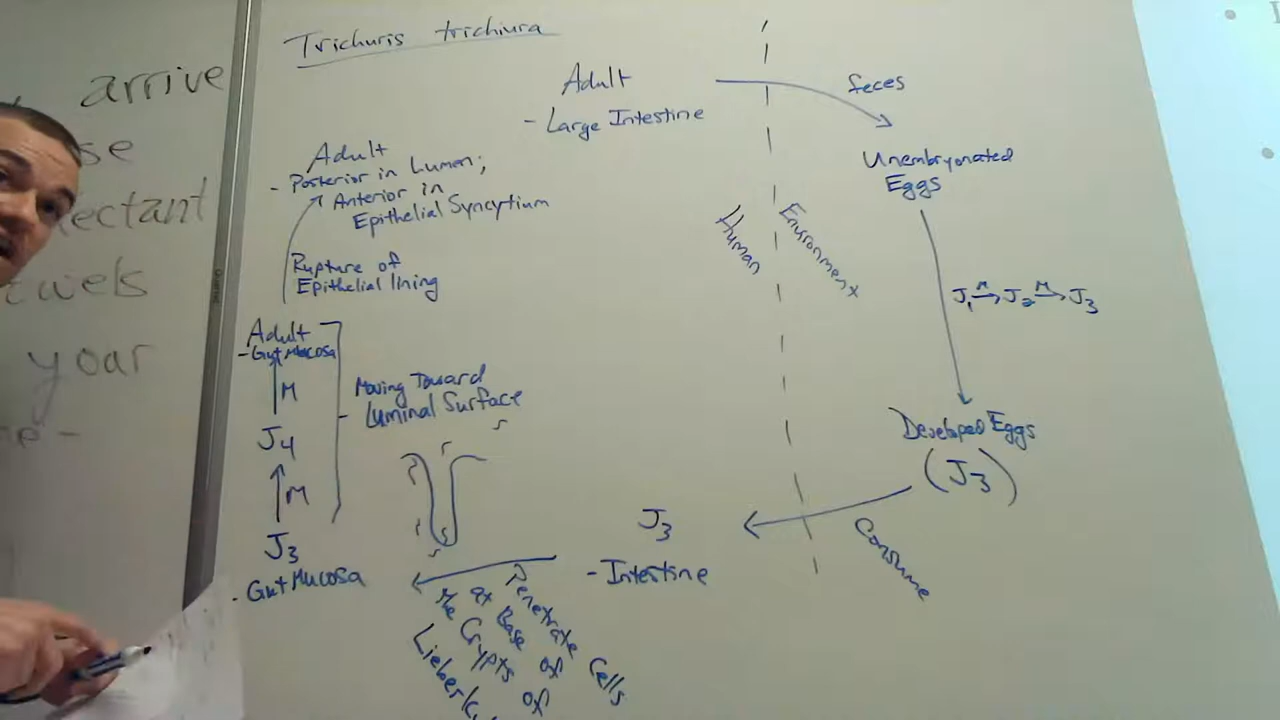 arrive
se
ectant
wels
year
Trichuris trichiura
Adult
- Large Intestine
feces
Unembryonated
Eggs
J1 M J2 M J3
Developed Eggs
(J3)
Consume
Human
Environment
J3
- Intestine
Penetrate Cells
at Base of
the Crypts of
J3
- Gut Mucosa
M
J4
M
Adult
- Gut Mucosa
Moving Toward
Luminal Surface
Rupture of
Epithelial lining
Adult
- Posterior in Lumen;
Anterior in
Epithelial Syncytium